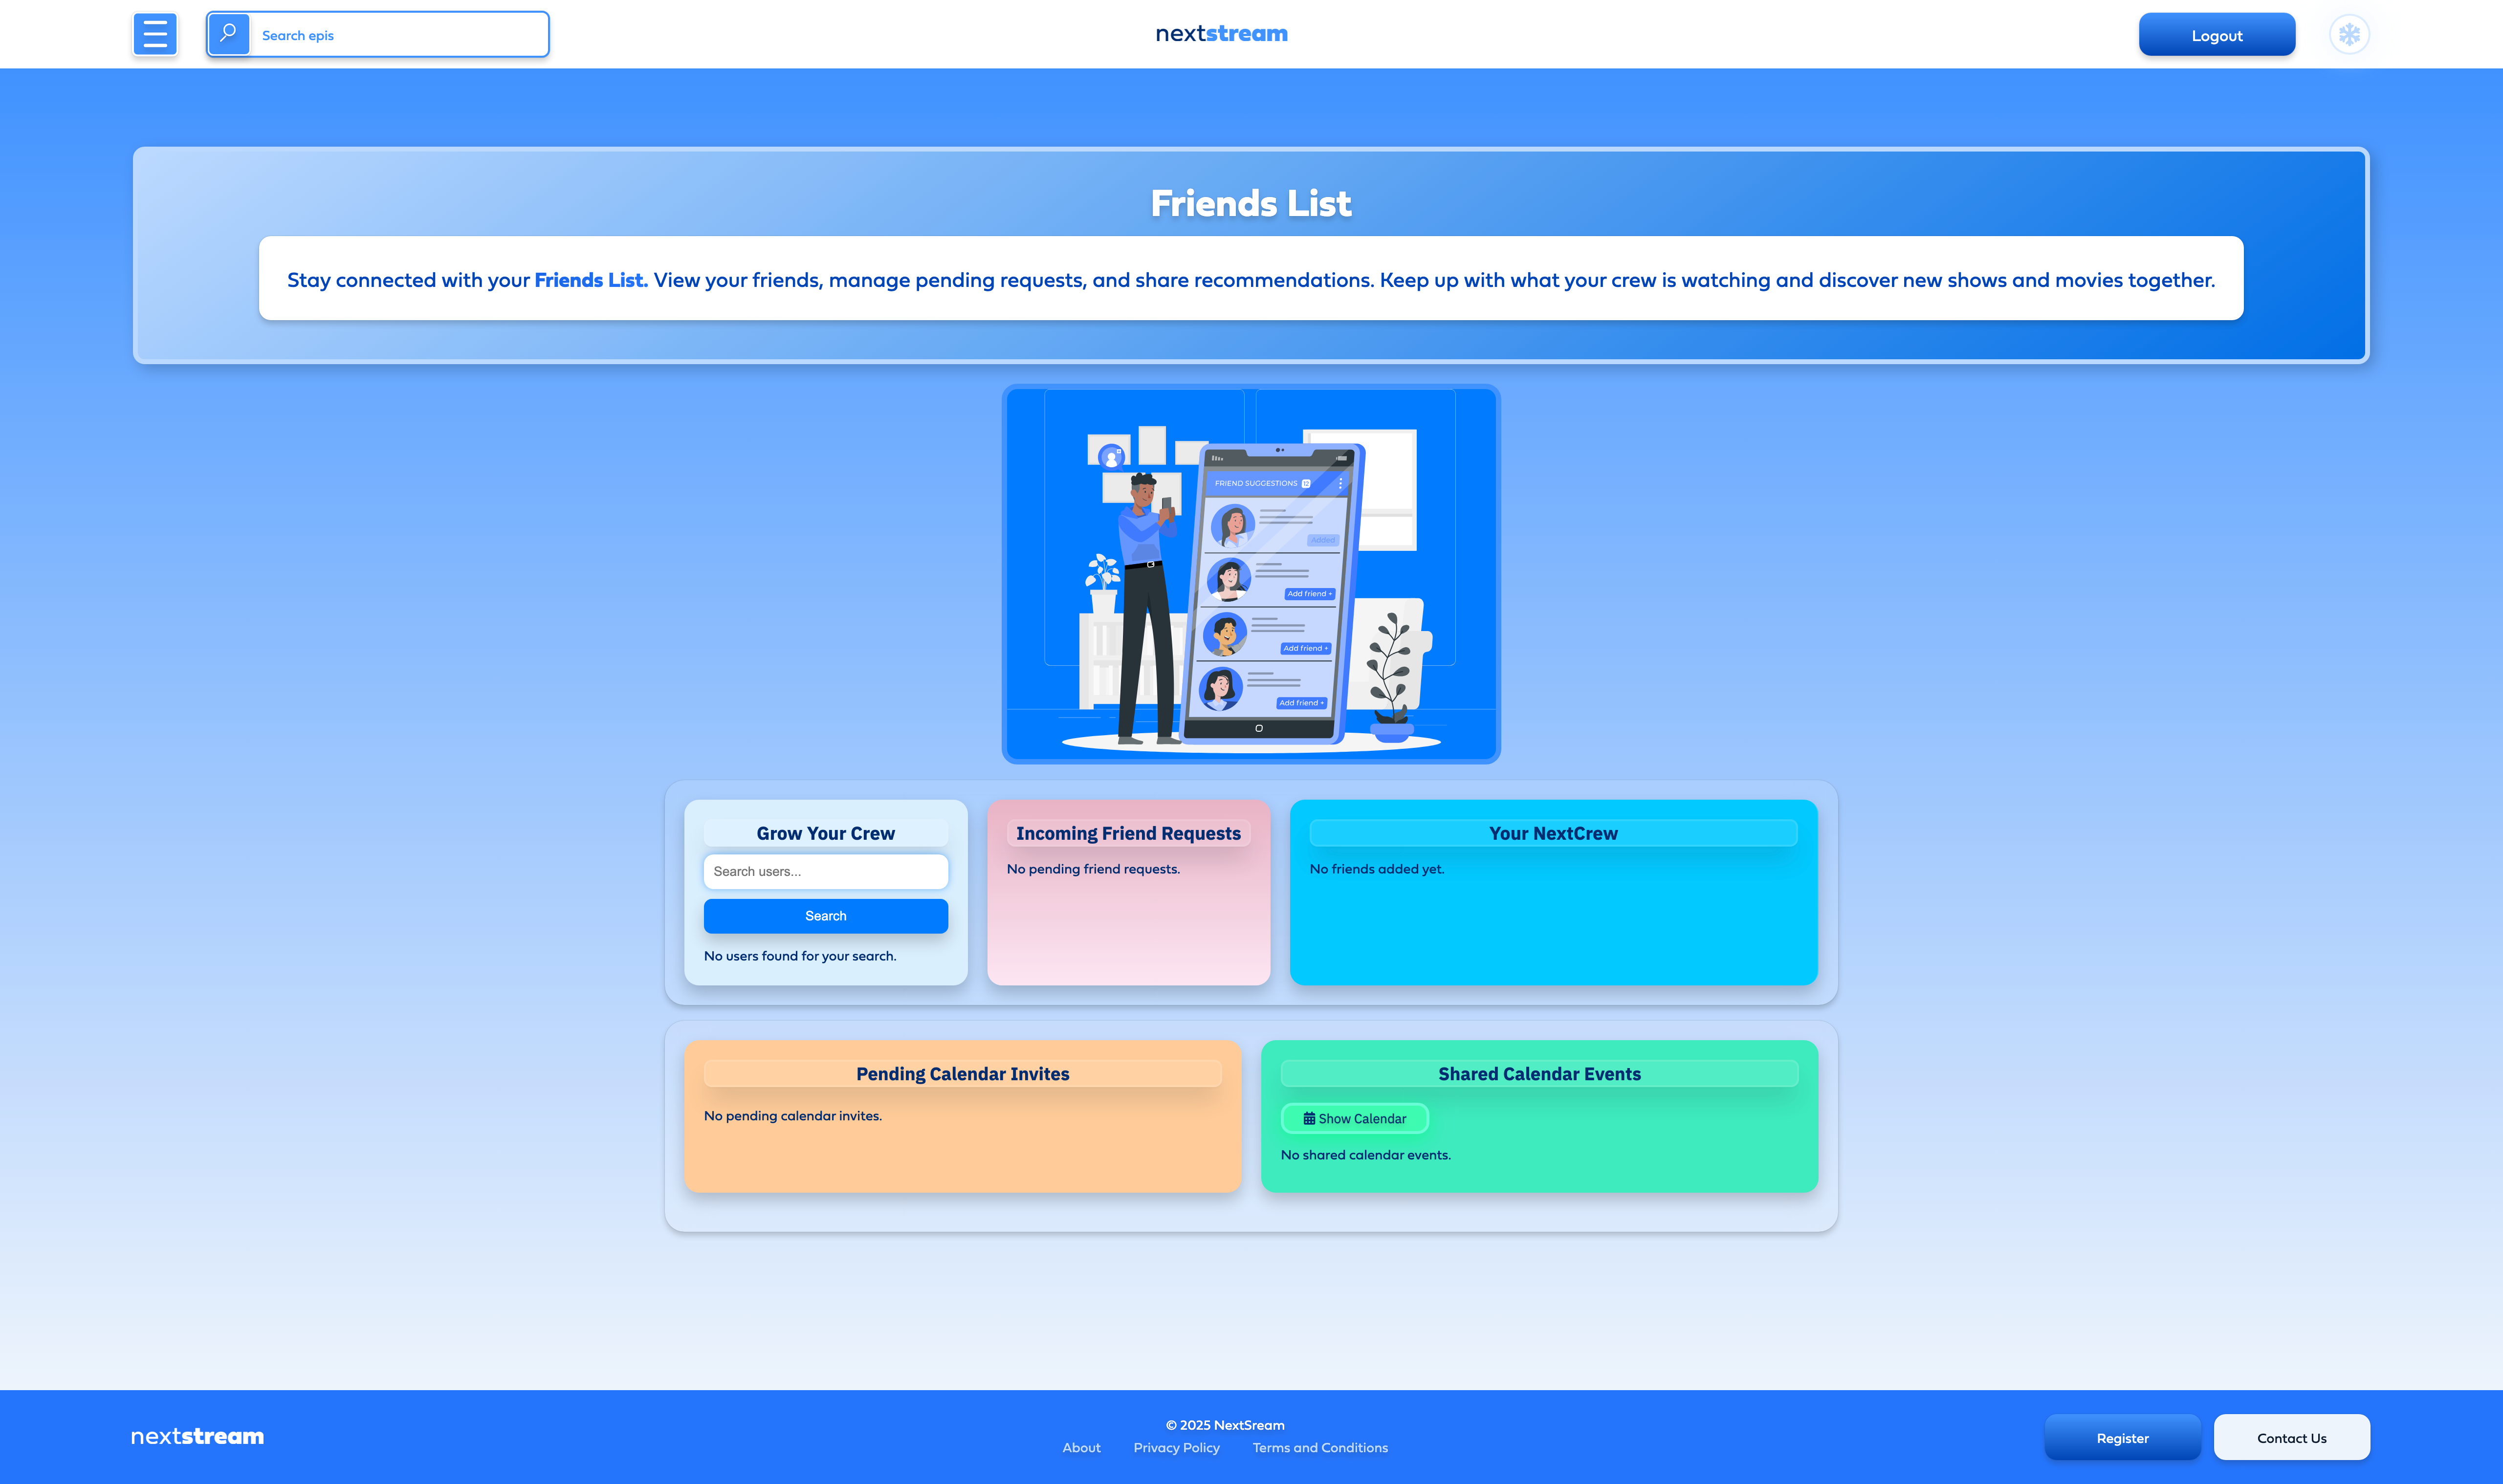 Search epis
nextstream
Logout
Friends List
Stay connected with your Friends List. View your friends, manage pending requests, and share recommendations. Keep up with what your crew is watching and discover new shows and movies together.
FRIEND SUGGESTIONS 12
Added
Add friend +
Add friend +
Add friend +
Grow Your Crew
Search users...
Search
No users found for your search.
Incoming Friend Requests
No pending friend requests.
Your NextCrew
No friends added yet.
Pending Calendar Invites
No pending calendar invites.
Shared Calendar Events
Show Calendar
No shared calendar events.
nextstream
© 2025 NextSream
About Privacy Policy Terms and Conditions
Register
Contact Us